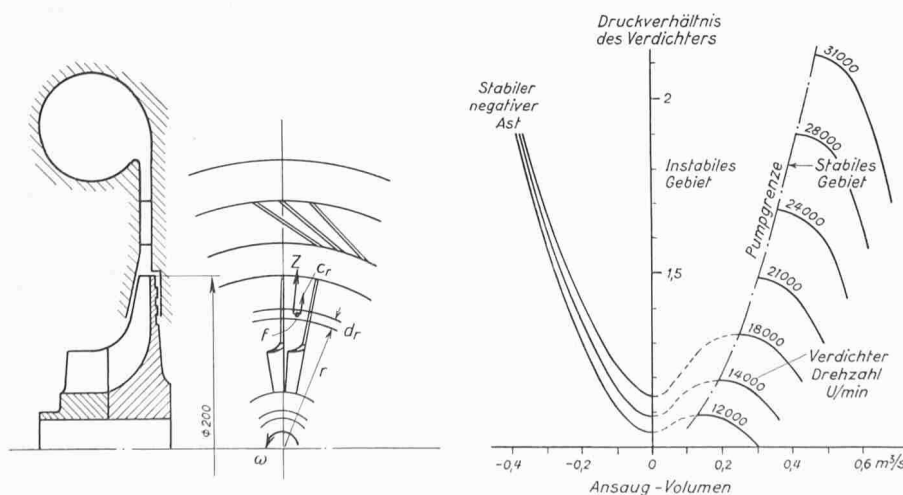 Z
c_r
f
d_r
r
ϕ 200
ω
Druckverhältnis
des Verdichters
Stabiler
negativer
Ast
Instabiles
Gebiet
Pumpgrenze
Stabiles
Gebiet
31000
28000
24000
21000
18000
14000
12000
Verdichter
Drehzahl
U/min
2
1,5
-0,4
-0,2
0
0,2
0,4
0,6 m³/s
Ansaug-Volumen